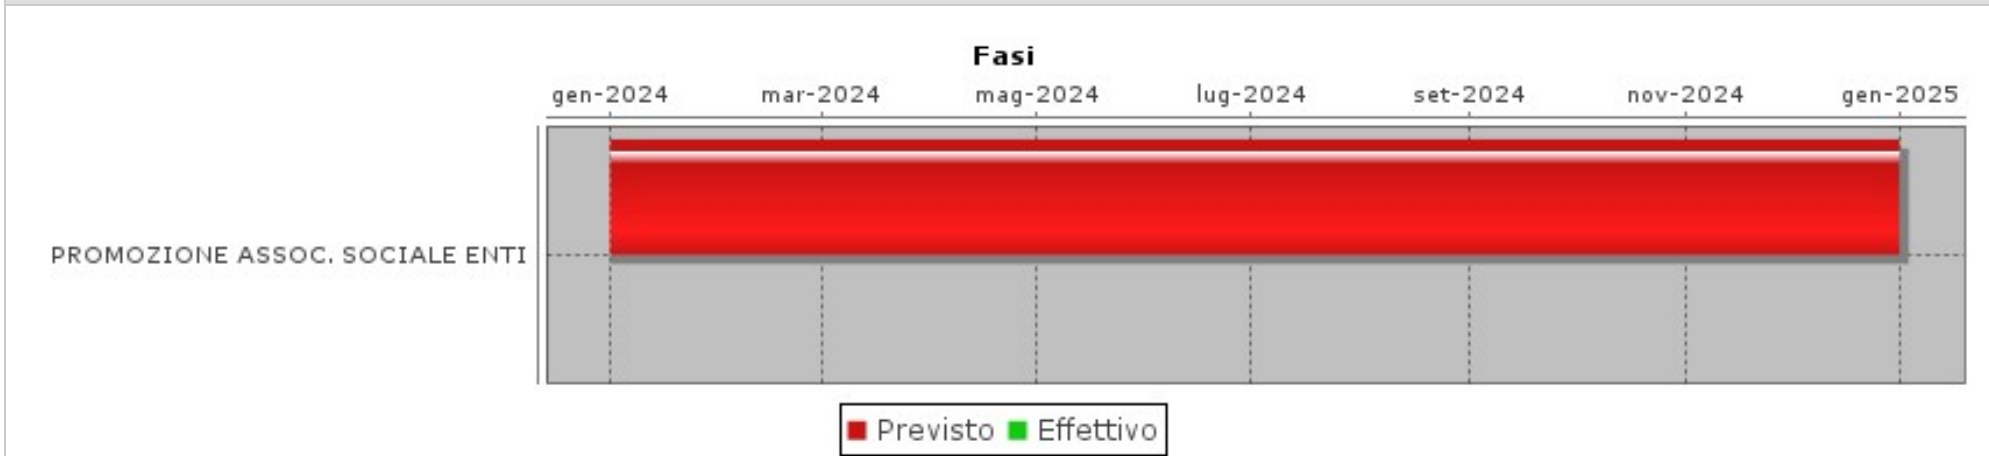 Fasi
gen-2024 mar-2024 mag-2024 lug-2024 set-2024 nov-2024 gen-2025
PROMOZIONE ASSOC. SOCIALE ENTI
Previsto Effettivo